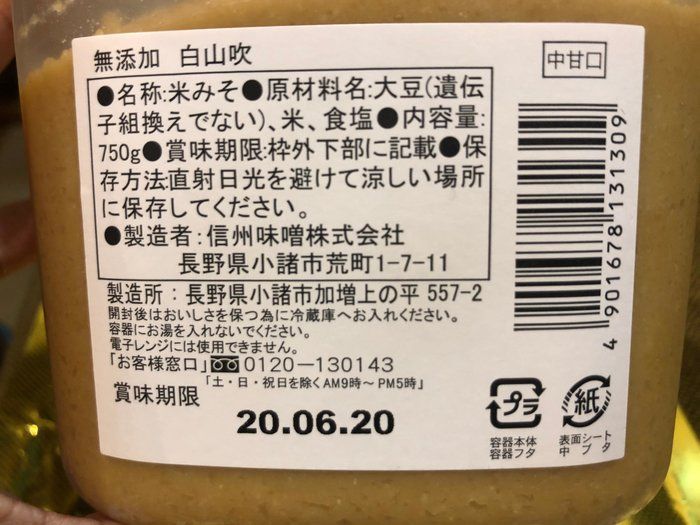 無添加 白山吹
中甘口
●名称:米みそ●原材料名:大豆(遺伝
子組換えでない)、米、食塩●内容量:
750g●賞味期限:枠外下部に記載●保
存方法:直射日光を避けて涼しい場所
に保存してください。
●製造者:信州味噌株式会社
長野県小諸市荒町1-7-11
製造所:長野県小諸市加増上の平 557-2
開封後はおいしさを保つ為に冷蔵庫へお入れください。
容器にお湯を入れないでください。
電子レンジには使用できません。
「お客様窓口」0120-130143
「土・日・祝日を除くAM9時~PM5時」
賞味期限
20.06.20
4 901678 131309
プラ
容器本体
容器フタ
紙
表面シート
中ブタ